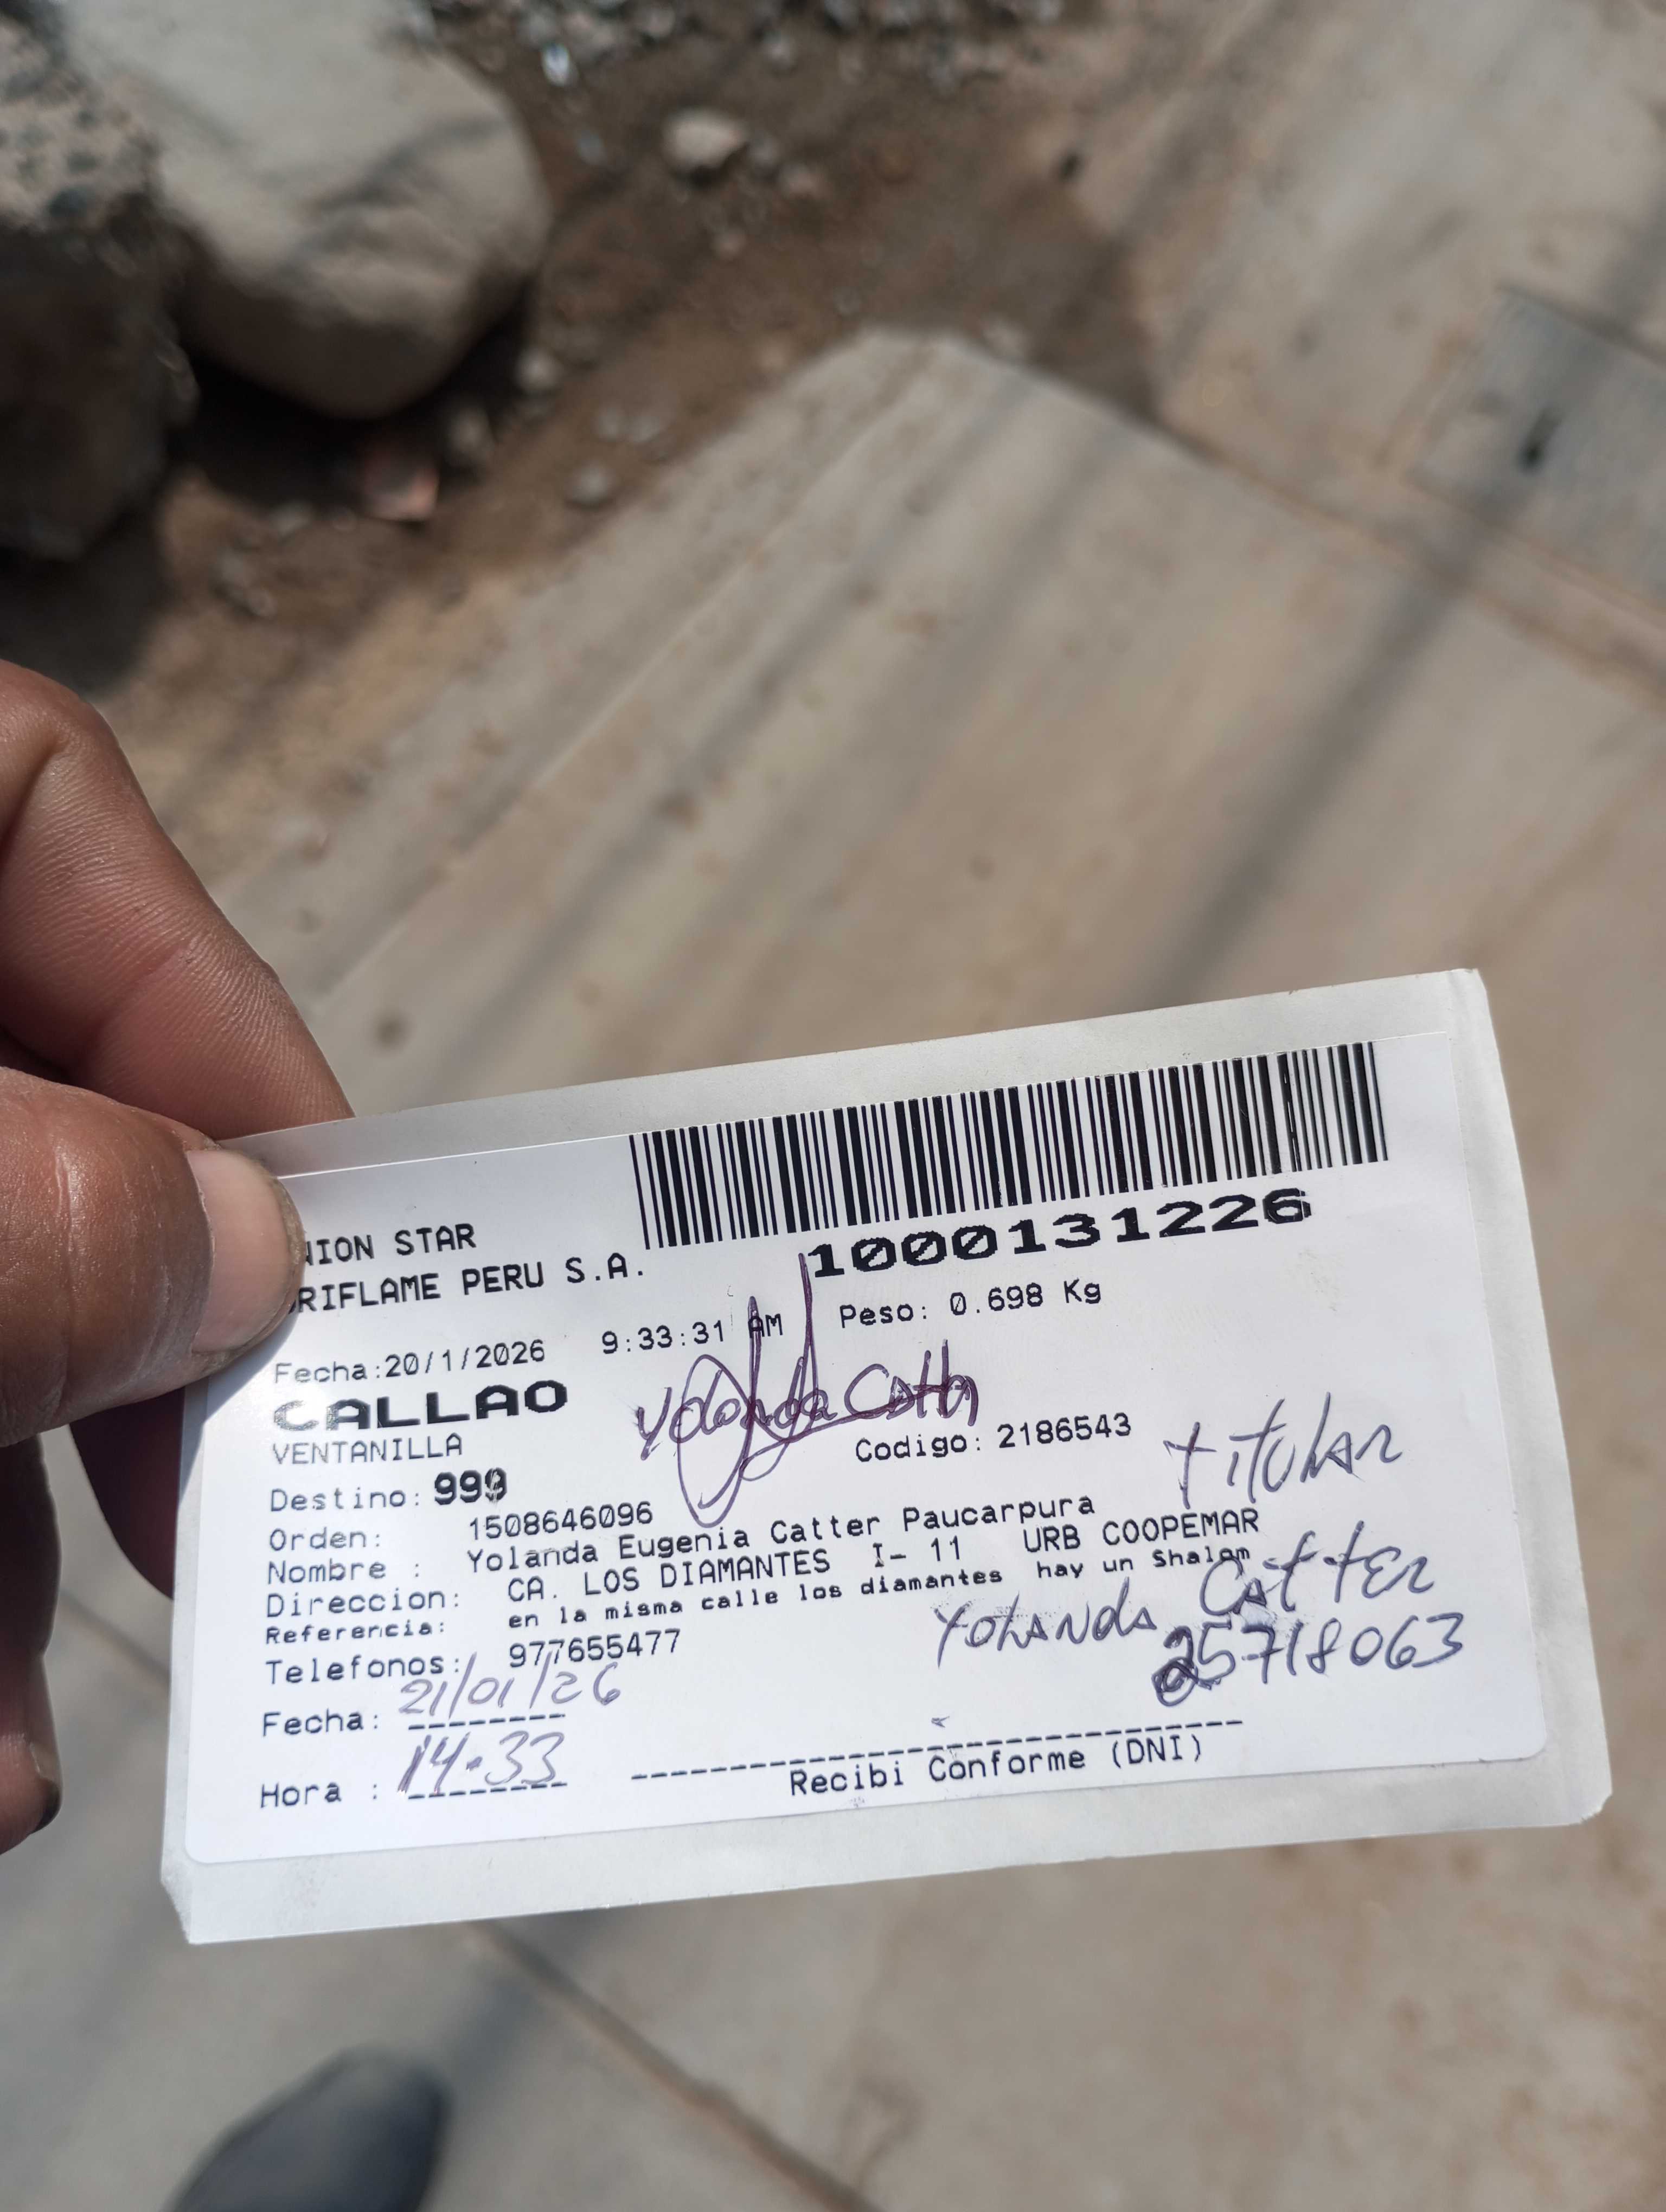 NION STAR
RIFLAME PERU S.A.
1000131226
Fecha:20/1/2026 9:33:31 AM Peso: 0.698 Kg
CALLAO
Yolanda Catter
VENTANILLA
Codigo: 2186543
Titular
Destino: 999
Orden: 1508646096
Nombre : Yolanda Eugenia Catter Paucarpura
Direccion: CA. LOS DIAMANTES I- 11 URB COOPEMAR
Referencia: en la misma calle los diamantes hay un Shalom
Telefonos: 977655477
Yolanda Catter
25718063
Fecha: 21/01/26
Hora : 14.33
Recibi Conforme (DNI)